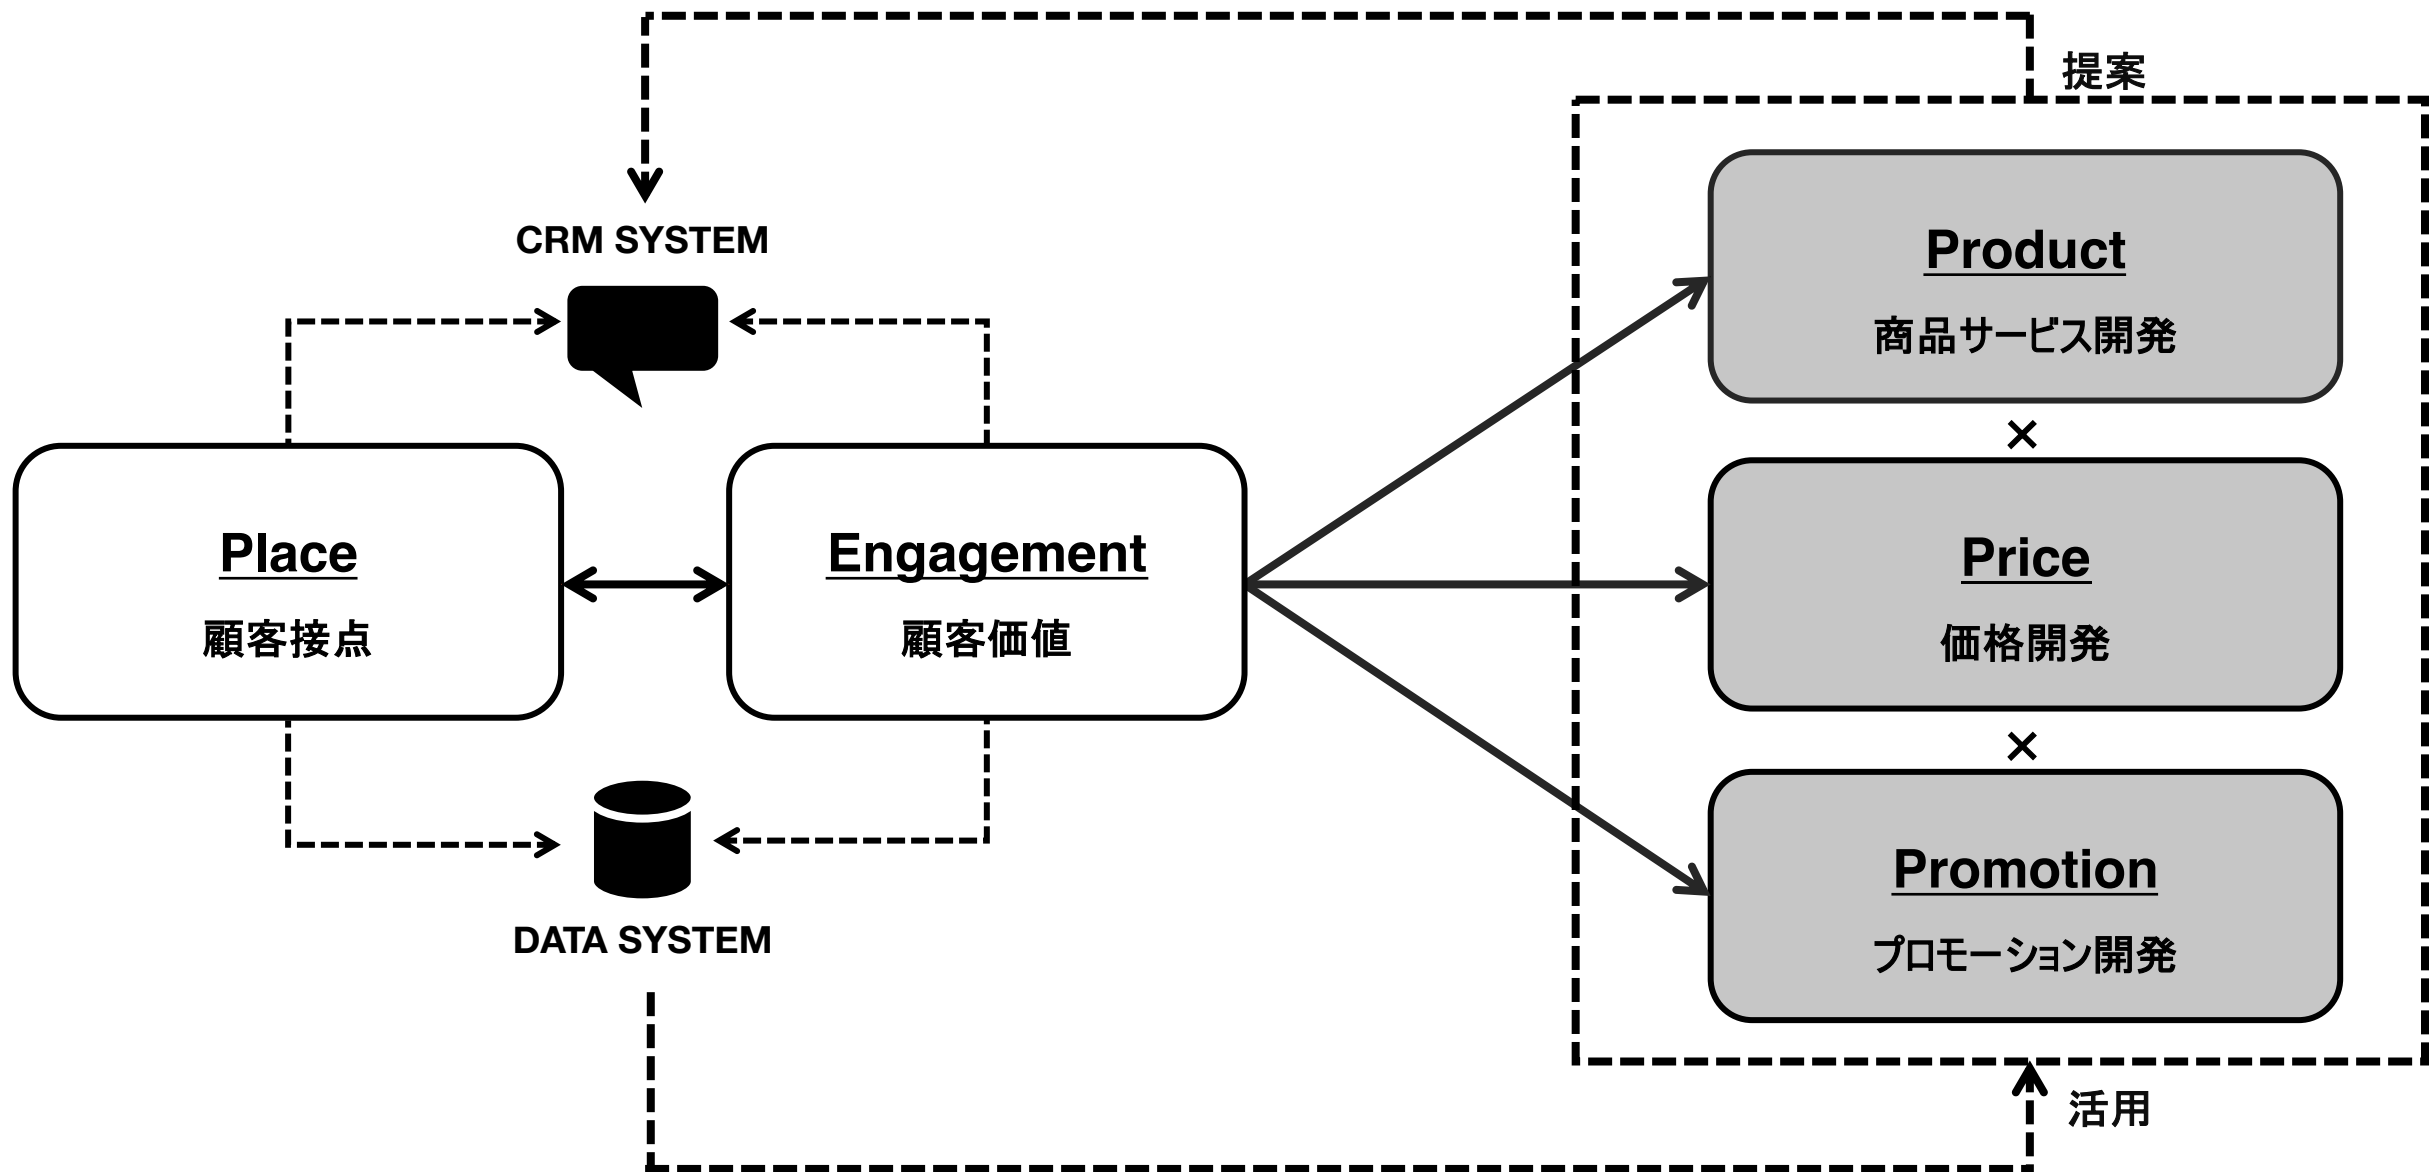 提案
CRM SYSTEM
Product
商品サービス開発
×
Place
顧客接点
Engagement
顧客価値
Price
価格開発
×
Promotion
プロモーション開発
DATA SYSTEM
活用